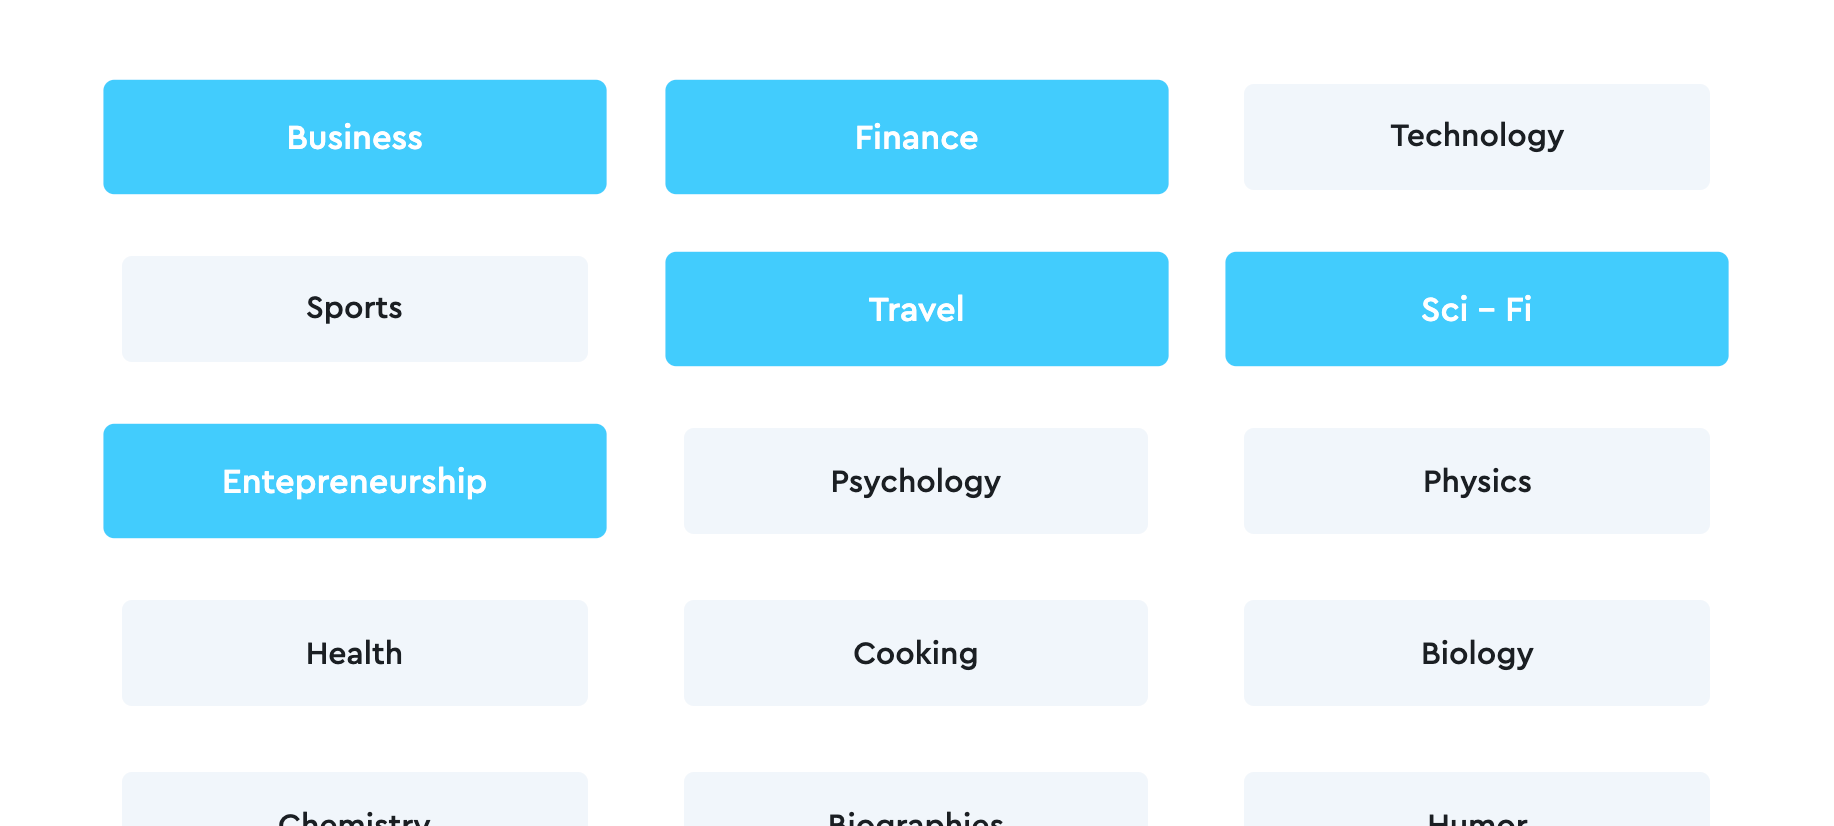 Business
Finance
Technology
Sports
Travel
Sci – Fi
Entepreneurship
Psychology
Physics
Health
Cooking
Biology
Chemistry
Biographies
Humor